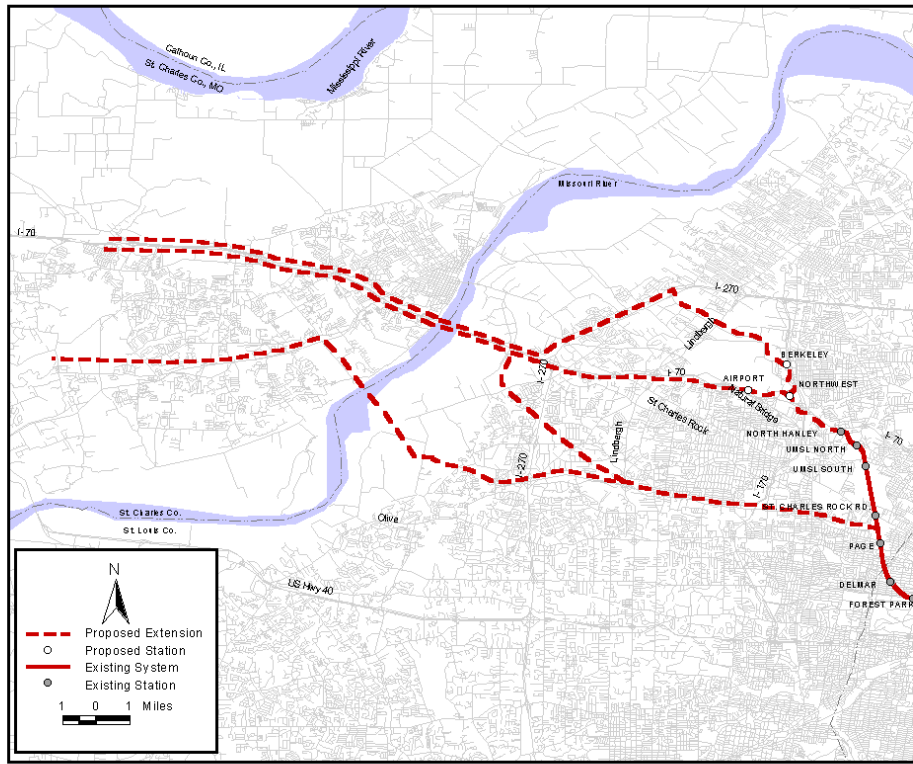 Calhoun Co., IL
St. Charles Co., MO
Mississippi River
Missouri River
I-70
I-270
Lindbergh
BERKELEY
I-70
AIRPORT
NORTHWEST
I-270
Natural Bridge
St Charles Rock
NORTH HANLEY
I-70
UMSL NORTH
Lindbergh
UMSL SOUTH
I-270
I-170
ST. CHARLES ROCK RD.
St. Charles Co.
Olive
St. Louis Co.
PAGE
US Hwy 40
DELMAR
FOREST PARK
N
Proposed Extension
Proposed Station
Existing System
Existing Station
1 0 1 Miles